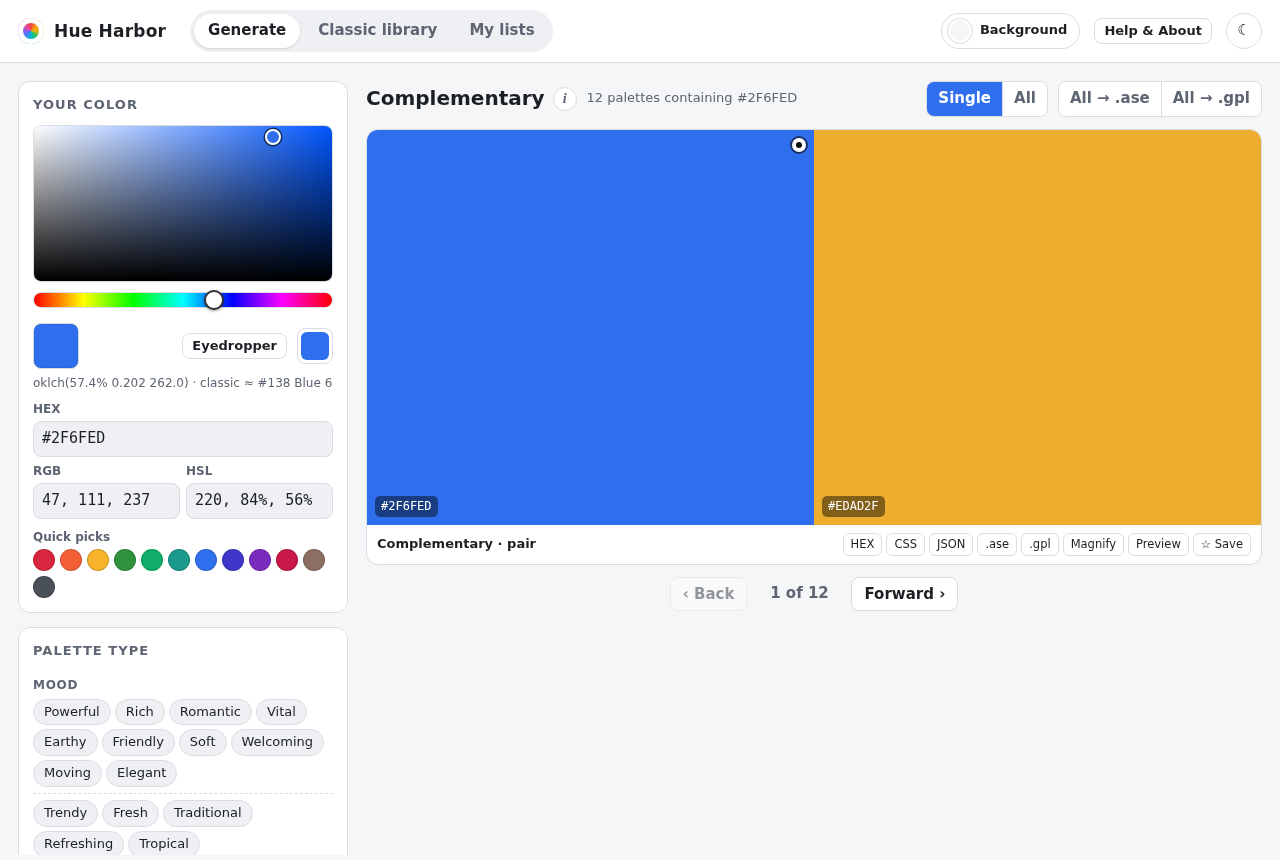 Hue Harbor
Generate
Classic library
My lists
Background
Help & About
☾
YOUR COLOR
Eyedropper
oklch(57.4% 0.202 262.0) · classic ≈ #138 Blue 6
HEX
#2F6FED
RGB
HSL
47, 111, 237
220, 84%, 56%
Quick picks
PALETTE TYPE
MOOD
Powerful
Rich
Romantic
Vital
Earthy
Friendly
Soft
Welcoming
Moving
Elegant
Trendy
Fresh
Traditional
Refreshing
Tropical
Complementary
i
12 palettes containing #2F6FED
Single
All
All → .ase
All → .gpl
#2F6FED
#EDAD2F
Complementary · pair
HEX
CSS
JSON
.ase
.gpl
Magnify
Preview
☆ Save
‹ Back
1 of 12
Forward ›